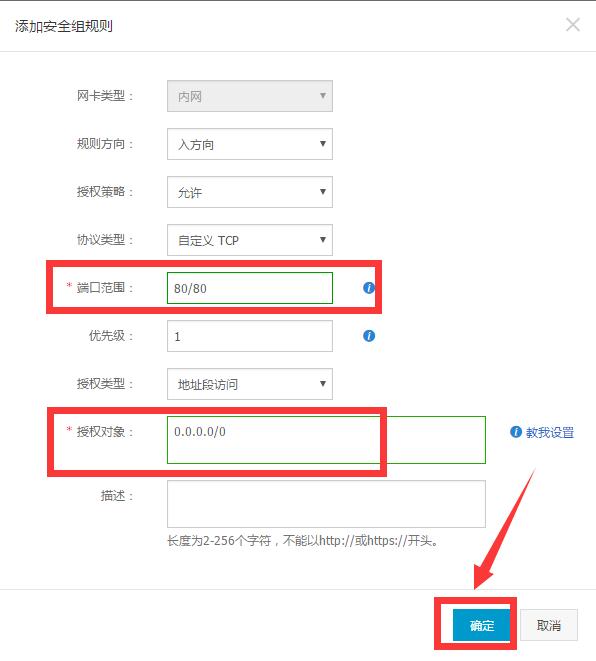 添加安全组规则
网卡类型： 内网
规则方向： 入方向
授权策略： 允许
协议类型： 自定义 TCP
* 端口范围： 80/80
优先级： 1
授权类型： 地址段访问
* 授权对象： 0.0.0.0/0 教我设置
描述：
长度为2-256个字符，不能以http://或https://开头。
确定 取消